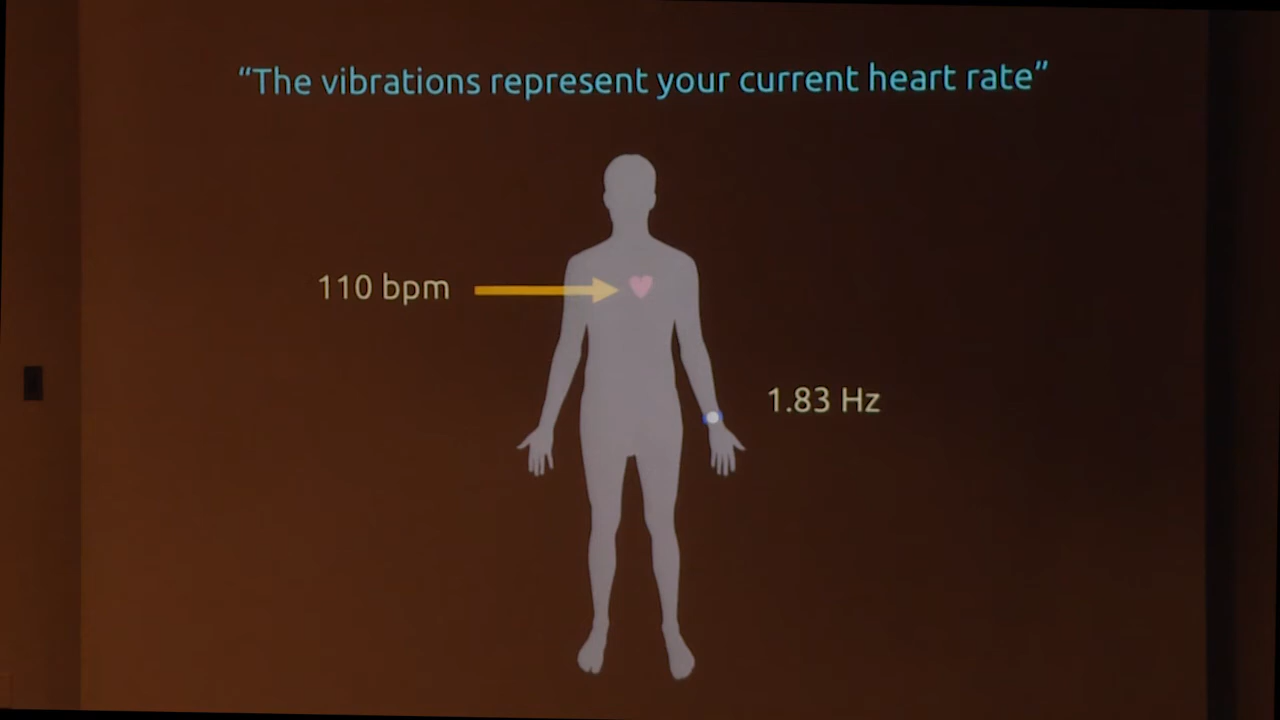 “The vibrations represent your current heart rate”
110 bpm
1.83 Hz